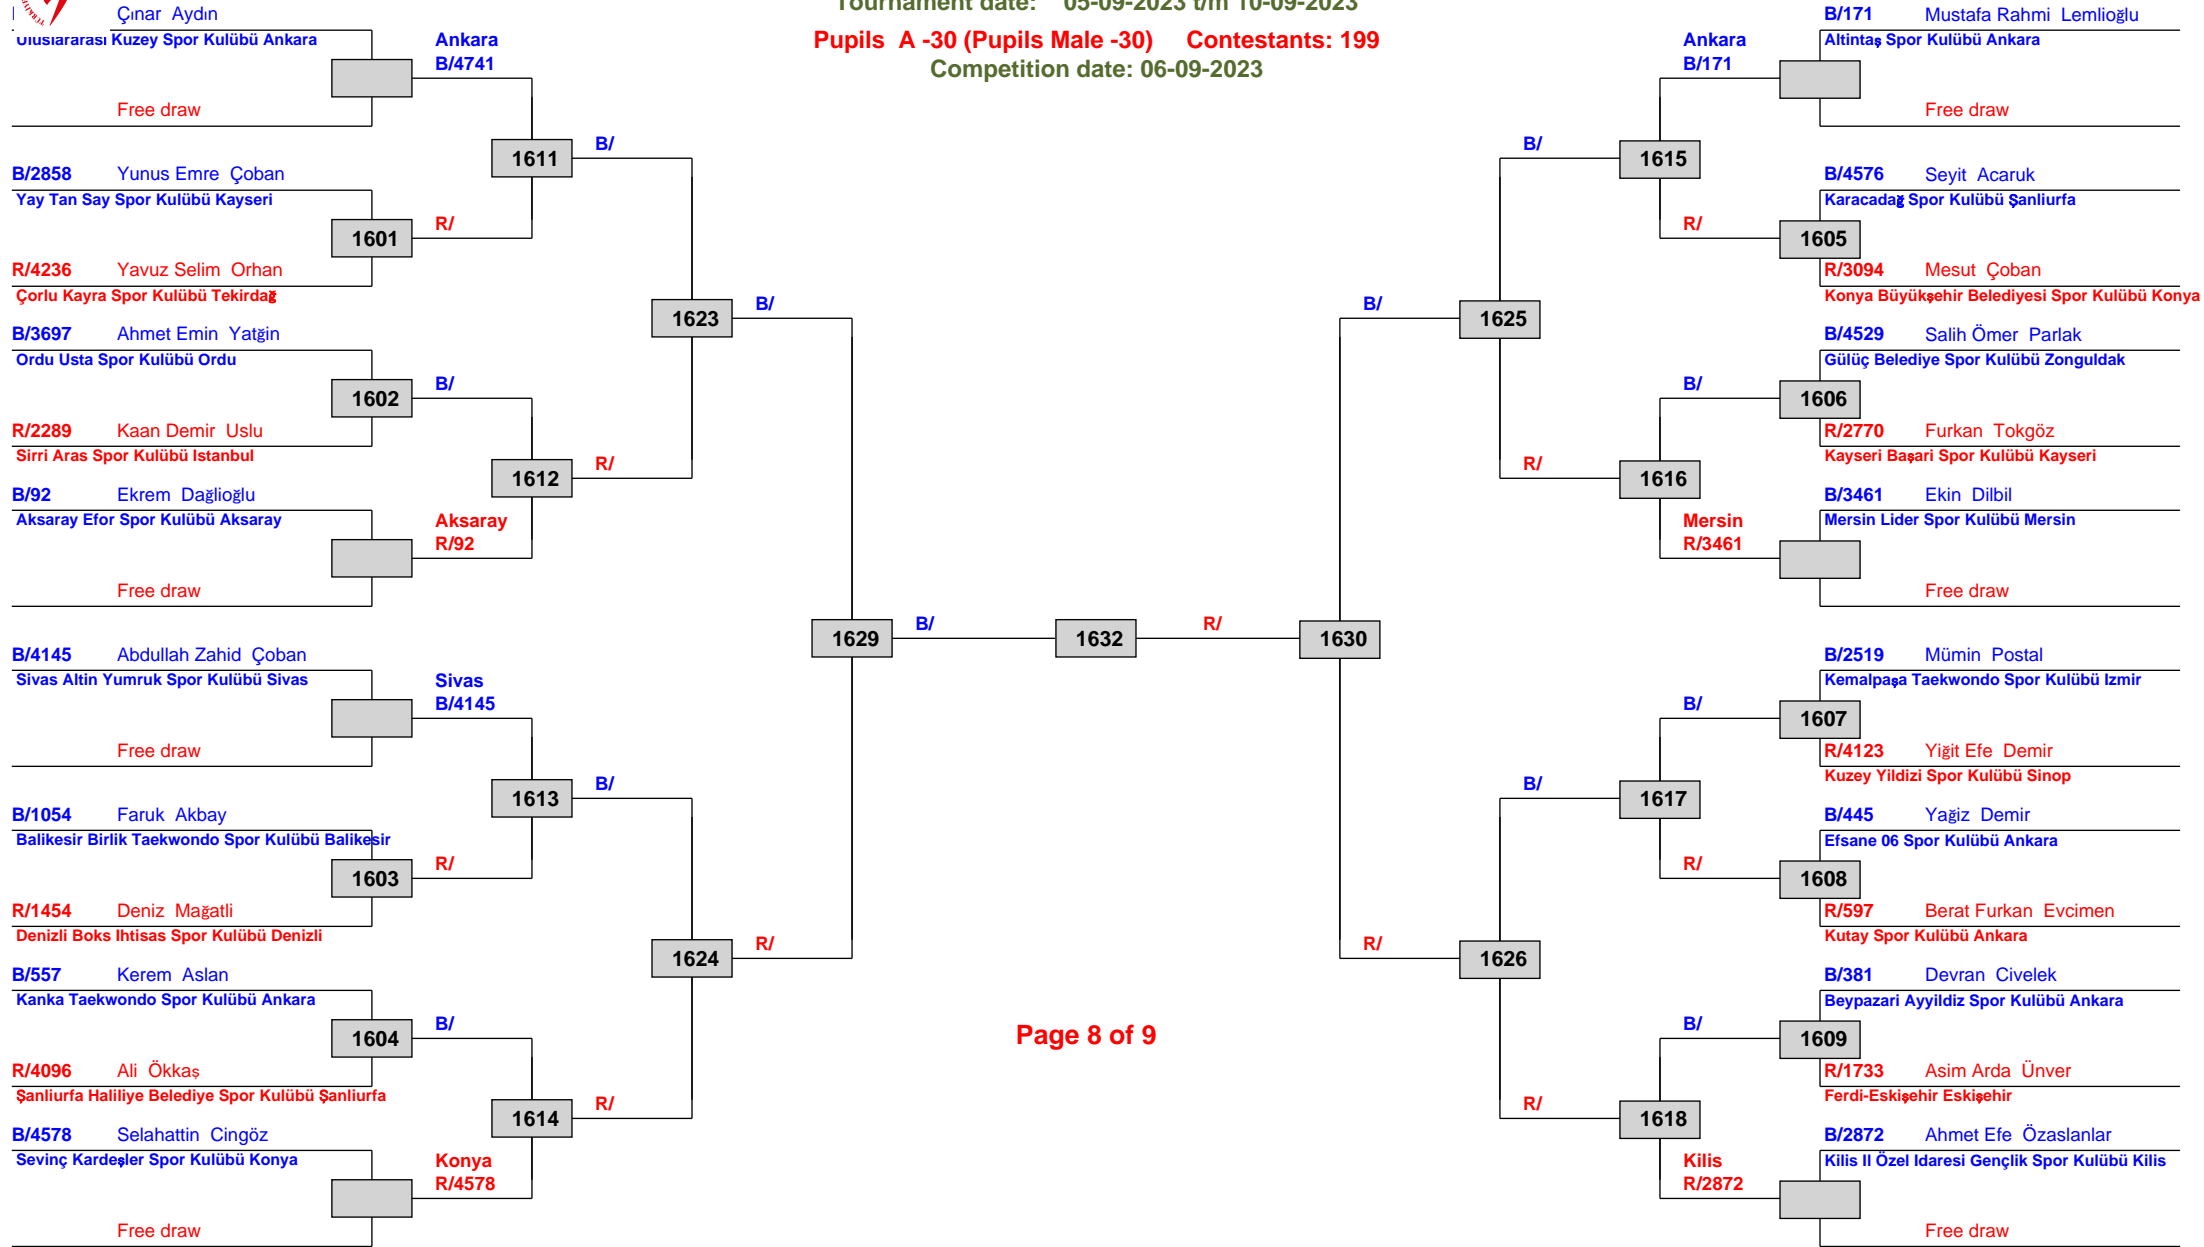 Tournament date: 05-09-2023 t/m 10-09-2023
Pupils A -30 (Pupils Male -30) Contestants: 199
Competition date: 06-09-2023
Çınar Aydın
Uluslararasi Kuzey Spor Kulübü Ankara
Ankara
B/4741
Free draw
1611
B/
B/2858 Yunus Emre Çoban
Yay Tan Say Spor Kulübü Kayseri
1601
R/
R/4236 Yavuz Selim Orhan
Çorlu Kayra Spor Kulübü Tekirdağ
1623
B/
B/3697 Ahmet Emin Yatğin
Ordu Usta Spor Kulübü Ordu
1602
B/
R/2289 Kaan Demir Uslu
Sirri Aras Spor Kulübü Istanbul
1612
R/
B/92 Ekrem Dağlioğlu
Aksaray Efor Spor Kulübü Aksaray
Aksaray
R/92
Free draw
1629
B/
1632
R/
1630
B/4145 Abdullah Zahid Çoban
Sivas Altin Yumruk Spor Kulübü Sivas
Sivas
B/4145
Free draw
1613
B/
B/1054 Faruk Akbay
Balikesir Birlik Taekwondo Spor Kulübü Balikesir
1603
R/
R/1454 Deniz Mağatli
Denizli Boks Ihtisas Spor Kulübü Denizli
1624
R/
B/557 Kerem Aslan
Kanka Taekwondo Spor Kulübü Ankara
1604
B/
R/4096 Ali Ökkaş
Şanliurfa Haliliye Belediye Spor Kulübü Şanliurfa
1614
R/
B/4578 Selahattin Cingöz
Sevinç Kardeşler Spor Kulübü Konya
Konya
R/4578
Free draw
Page 8 of 9
B/171 Mustafa Rahmi Lemlioğlu
Altintaş Spor Kulübü Ankara
Ankara
B/171
Free draw
B/
1615
B/4576 Seyit Acaruk
Karacadağ Spor Kulübü Şanliurfa
R/
1605
R/3094 Mesut Çoban
Konya Büyükşehir Belediyesi Spor Kulübü Konya
B/
1625
B/4529 Salih Ömer Parlak
Gülüç Belediye Spor Kulübü Zonguldak
B/
1606
R/2770 Furkan Tokgöz
Kayseri Başari Spor Kulübü Kayseri
R/
1616
B/3461 Ekin Dilbil
Mersin Lider Spor Kulübü Mersin
Mersin
R/3461
Free draw
B/2519 Mümin Postal
Kemalpaşa Taekwondo Spor Kulübü Izmir
B/
1607
R/4123 Yiğit Efe Demir
Kuzey Yildizi Spor Kulübü Sinop
B/
1617
B/445 Yağiz Demir
Efsane 06 Spor Kulübü Ankara
R/
1608
R/597 Berat Furkan Evcimen
Kutay Spor Kulübü Ankara
R/
1626
B/381 Devran Civelek
Beypazari Ayyildiz Spor Kulübü Ankara
B/
1609
R/1733 Asim Arda Ünver
Ferdi-Eskişehir Eskişehir
R/
1618
B/2872 Ahmet Efe Özaslanlar
Kilis Il Özel Idaresi Gençlik Spor Kulübü Kilis
Kilis
R/2872
Free draw